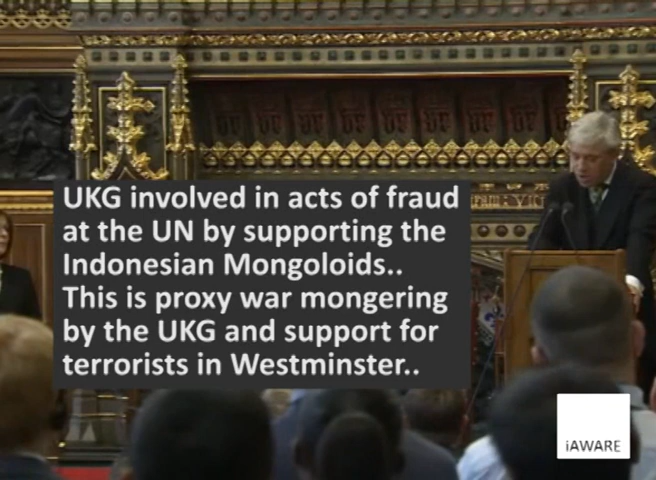 UKG involved in acts of fraud
at the UN by supporting the
Indonesian Mongoloids..
This is proxy war mongering
by the UKG and support for
terrorists in Westminster..
iAWARE